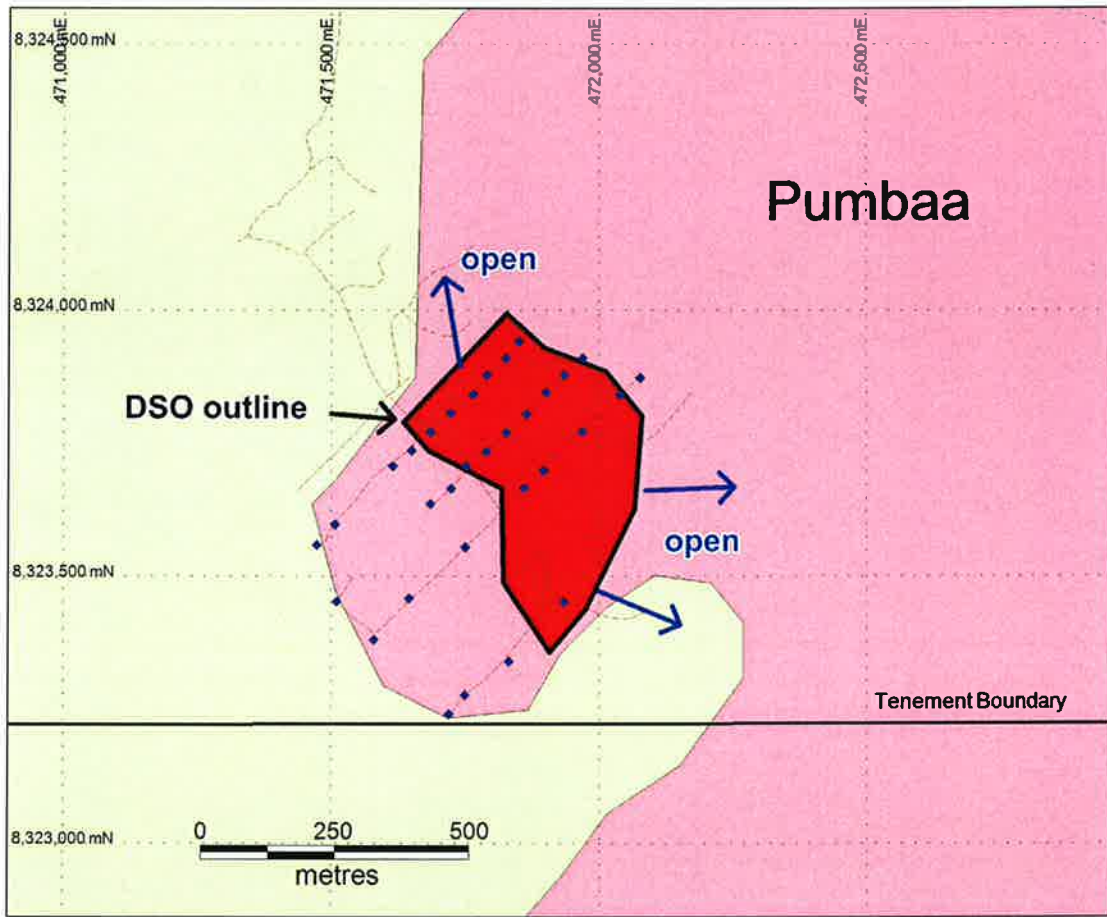 471,000 mE
471,500 mE
472,000 mE
472,500 mE
8,324,500 mN
Pumbaa
open
8,324,000 mN
DSO outline
open
8,323,500 mN
Tenement Boundary
0 250 500
8,323,000 mN
metres